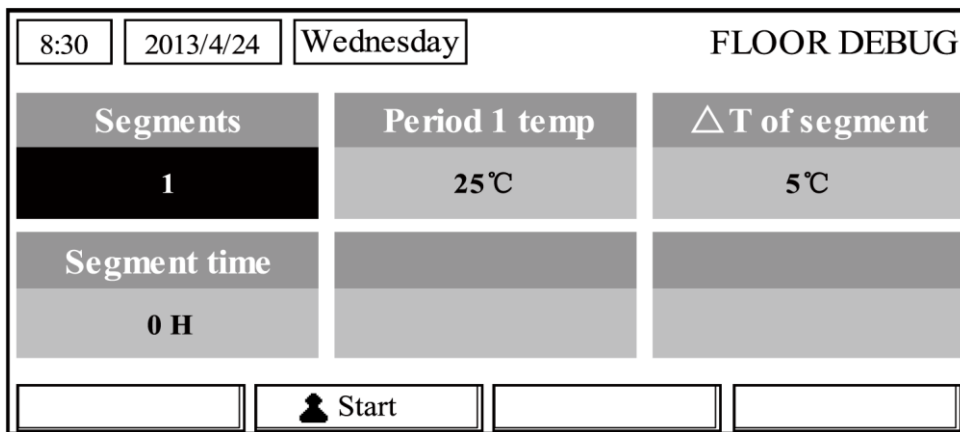 8:30 2013/4/24 Wednesday FLOOR DEBUG
Segments Period 1 temp △T of segment
1 25℃ 5℃
Segment time
0 H
Start